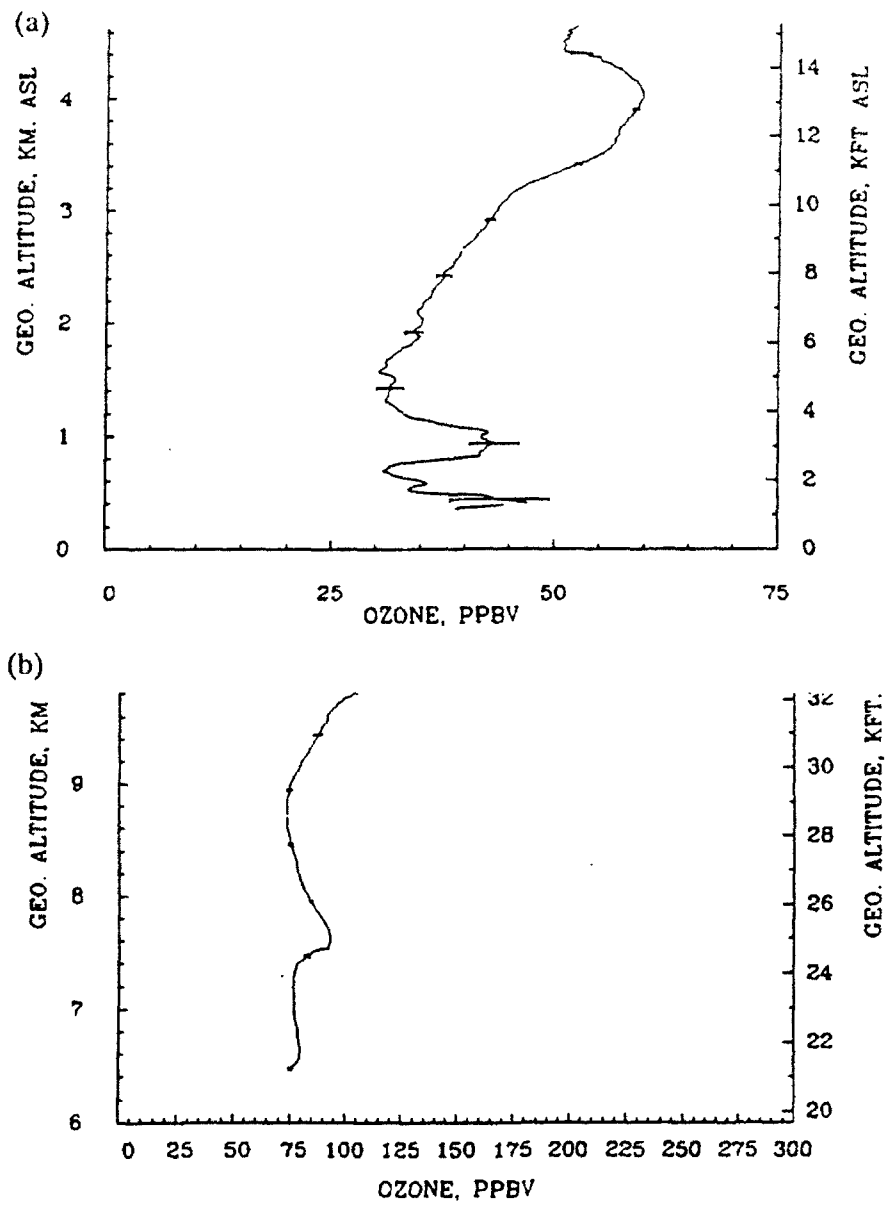 (a)
GEO. ALTITUDE, KM. ASL
4
3
2
1
0
14
12
10
8
6
4
2
0
GEO. ALTITUDE, KFT ASL
0 25 50 75
OZONE, PPBV
(b)
GEO. ALTITUDE, KM
9
8
7
6
32
30
28
26
24
22
20
GEO. ALTITUDE, KFT.
0 25 50 75 100 125 150 175 200 225 250 275 300
OZONE, PPBV